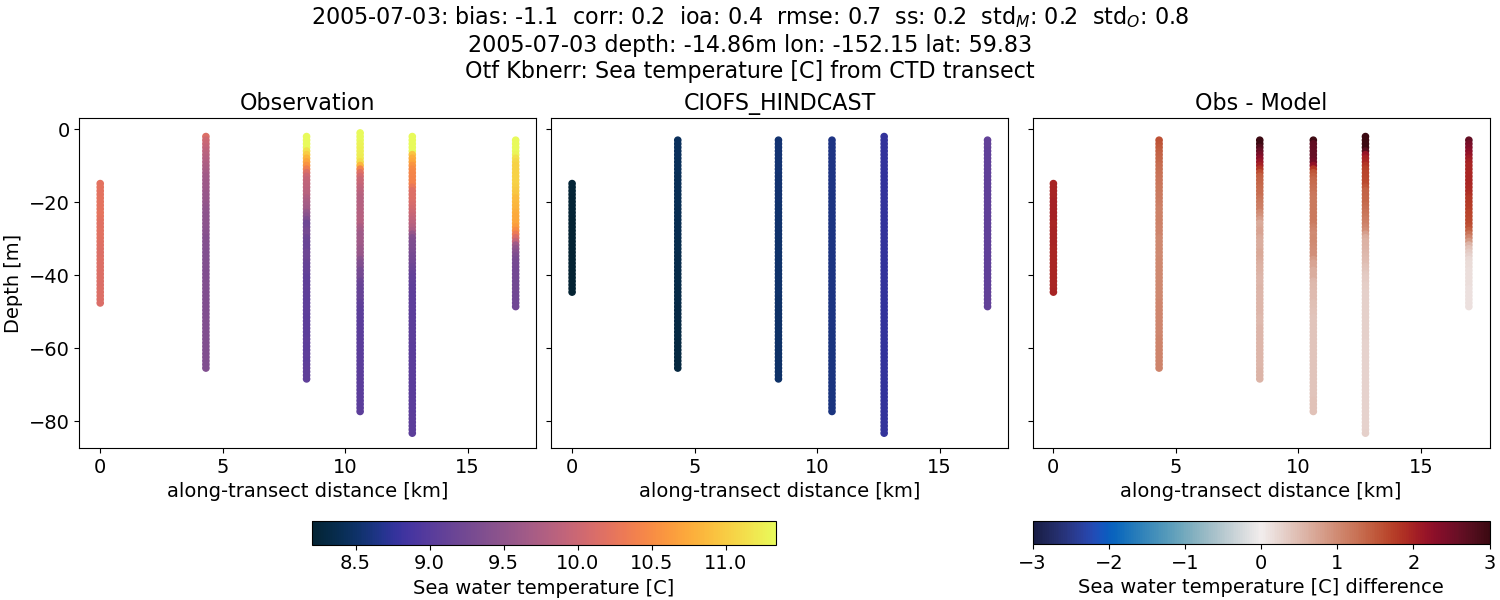 2005-07-03: bias: -1.1  corr: 0.2  ioa: 0.4  rmse: 0.7  ss: 0.2  std_M: 0.2  std_O: 0.8
2005-07-03 depth: -14.86m lon: -152.15 lat: 59.83
Otf Kbnerr: Sea temperature [C] from CTD transect
Observation
CIOFS_HINDCAST
Obs - Model
Depth [m]
0
−20
−40
−60
−80
0 5 10 15
0 5 10 15
0 5 10 15
along-transect distance [km]
along-transect distance [km]
along-transect distance [km]
8.5 9.0 9.5 10.0 10.5 11.0
Sea water temperature [C]
−3 −2 −1 0 1 2 3
Sea water temperature [C] difference